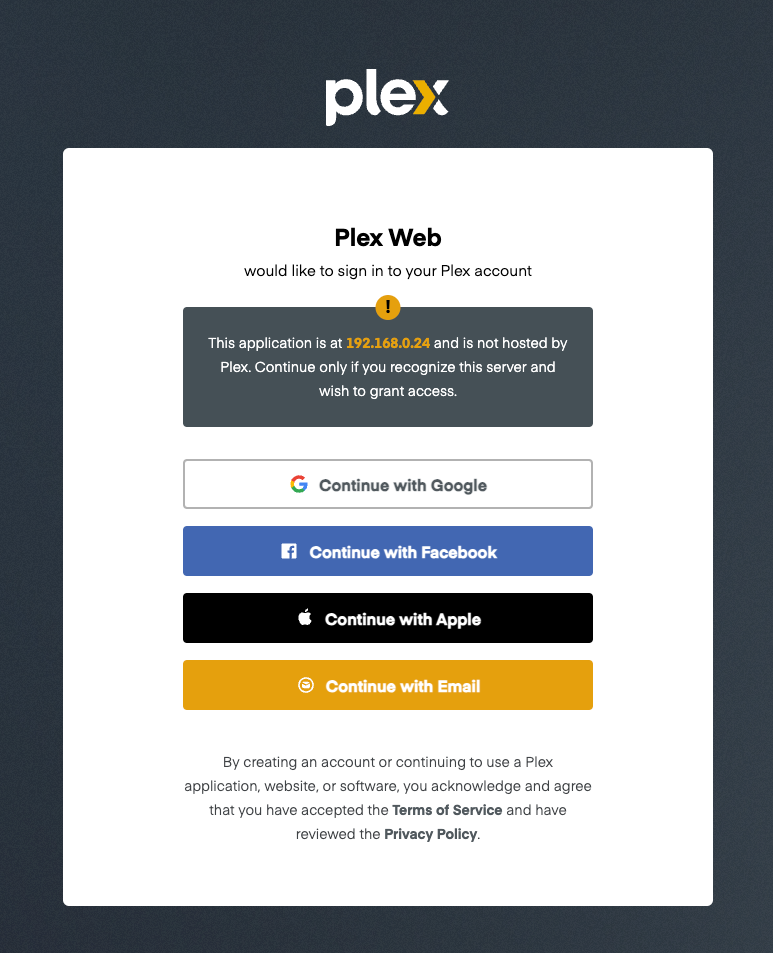 plex
Plex Web
would like to sign in to your Plex account
!
This application is at 192.168.0.24 and is not hosted by
Plex. Continue only if you recognize this server and
wish to grant access.
Continue with Google
Continue with Facebook
Continue with Apple
Continue with Email
By creating an account or continuing to use a Plex
application, website, or software, you acknowledge and agree
that you have accepted the Terms of Service and have
reviewed the Privacy Policy.